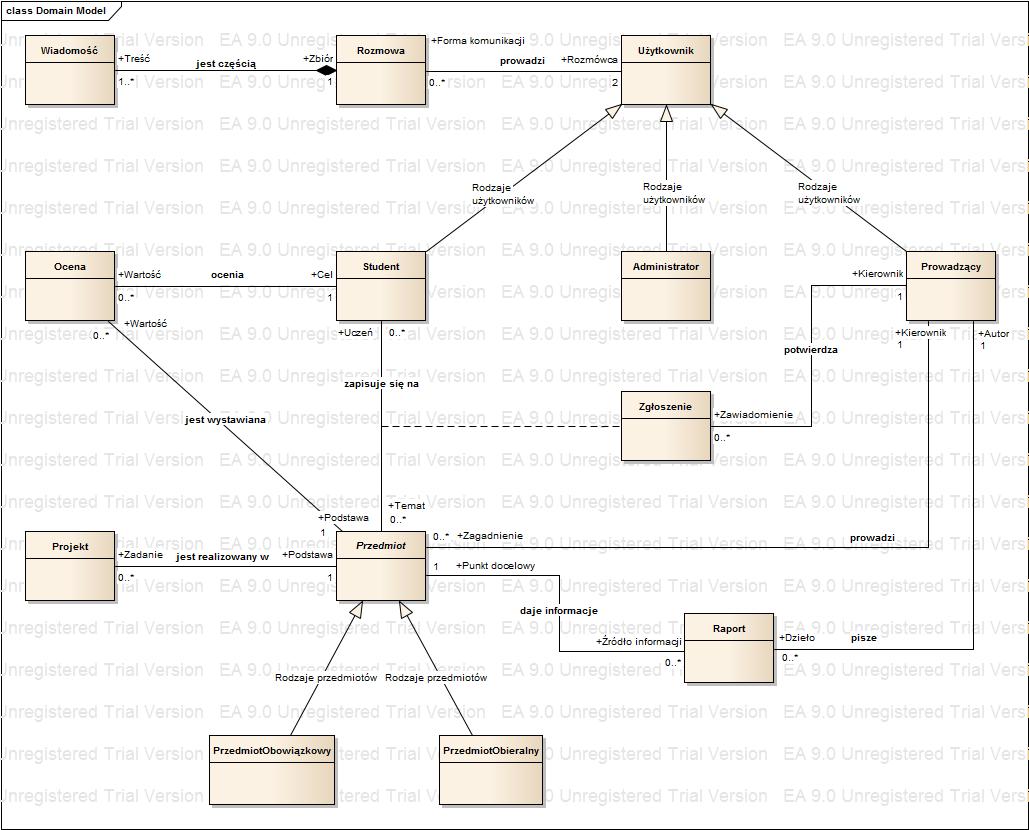 class Domain Model
Wiadomość
+Treść
1..*
jest częścią
+Zbiór
1
Rozmowa
+Forma komunikacji
0..*
prowadzi
+Rozmówca
2
Użytkownik
Rodzaje
użytkowników
Rodzaje
użytkowników
Rodzaje
użytkowników
Ocena
+Wartość
0..*
ocenia
+Cel
1
Student
Administrator
+Kierownik
1
Prowadzący
0..*
+Wartość
+Uczeń
0..*
+Kierownik
1
+Autor
1
potwierdza
zapisuje się na
Zgłoszenie
+Zawiadomienie
0..*
jest wystawiana
+Temat
0..*
+Podstawa
1
Projekt
+Zadanie
0..*
jest realizowany w
+Podstawa
1
Przedmiot
0..*
+Zagadnienie
prowadzi
1
+Punkt docelowy
daje informacje
+Źródło informacji
0..*
Raport
+Dzieło
0..*
pisze
Rodzaje przedmiotów
Rodzaje przedmiotów
PrzedmiotObowiązkowy
PrzedmiotObieralny
EA 9.0 Unregistered Trial Version